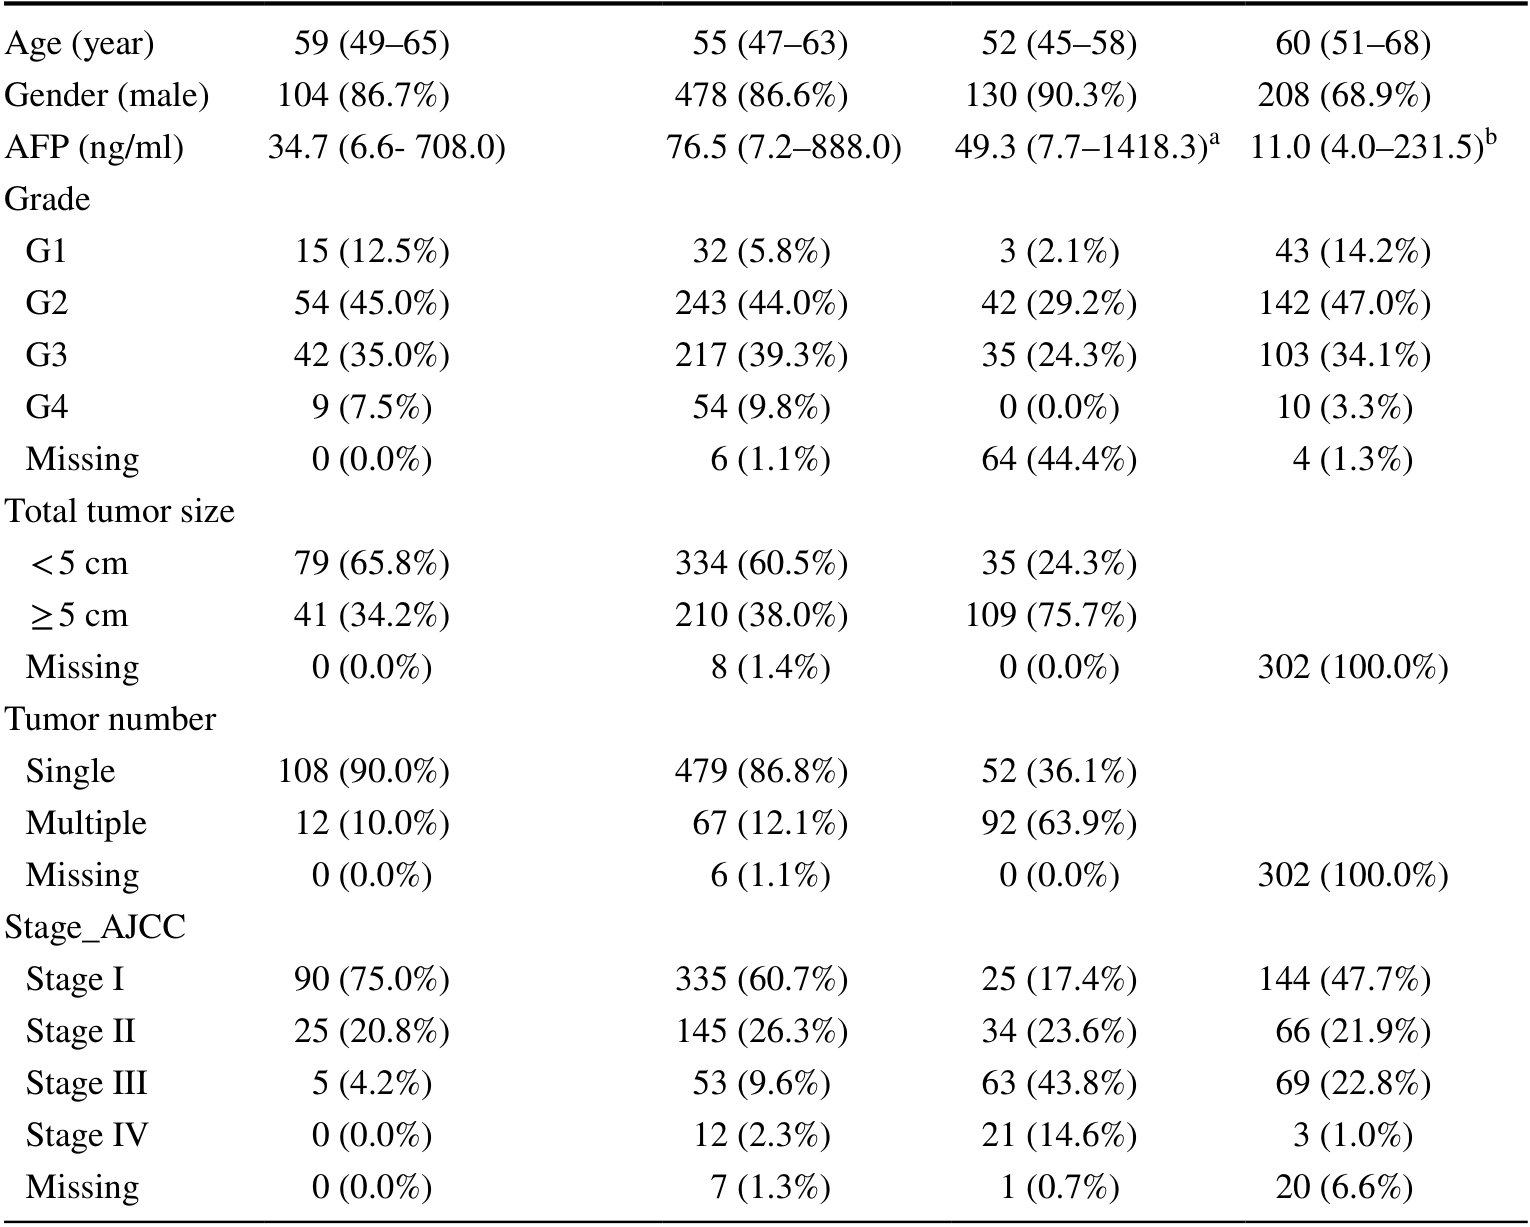 Age (year) 59 (49–65) 55 (47–63) 52 (45–58) 60 (51–68)
Gender (male) 104 (86.7%) 478 (86.6%) 130 (90.3%) 208 (68.9%)
AFP (ng/ml) 34.7 (6.6- 708.0) 76.5 (7.2–888.0) 49.3 (7.7–1418.3)a 11.0 (4.0–231.5)b
Grade
G1 15 (12.5%) 32 (5.8%) 3 (2.1%) 43 (14.2%)
G2 54 (45.0%) 243 (44.0%) 42 (29.2%) 142 (47.0%)
G3 42 (35.0%) 217 (39.3%) 35 (24.3%) 103 (34.1%)
G4 9 (7.5%) 54 (9.8%) 0 (0.0%) 10 (3.3%)
Missing 0 (0.0%) 6 (1.1%) 64 (44.4%) 4 (1.3%)
Total tumor size
<5 cm 79 (65.8%) 334 (60.5%) 35 (24.3%)
≥5 cm 41 (34.2%) 210 (38.0%) 109 (75.7%)
Missing 0 (0.0%) 8 (1.4%) 0 (0.0%) 302 (100.0%)
Tumor number
Single 108 (90.0%) 479 (86.8%) 52 (36.1%)
Multiple 12 (10.0%) 67 (12.1%) 92 (63.9%)
Missing 0 (0.0%) 6 (1.1%) 0 (0.0%) 302 (100.0%)
Stage_AJCC
Stage I 90 (75.0%) 335 (60.7%) 25 (17.4%) 144 (47.7%)
Stage II 25 (20.8%) 145 (26.3%) 34 (23.6%) 66 (21.9%)
Stage III 5 (4.2%) 53 (9.6%) 63 (43.8%) 69 (22.8%)
Stage IV 0 (0.0%) 12 (2.3%) 21 (14.6%) 3 (1.0%)
Missing 0 (0.0%) 7 (1.3%) 1 (0.7%) 20 (6.6%)